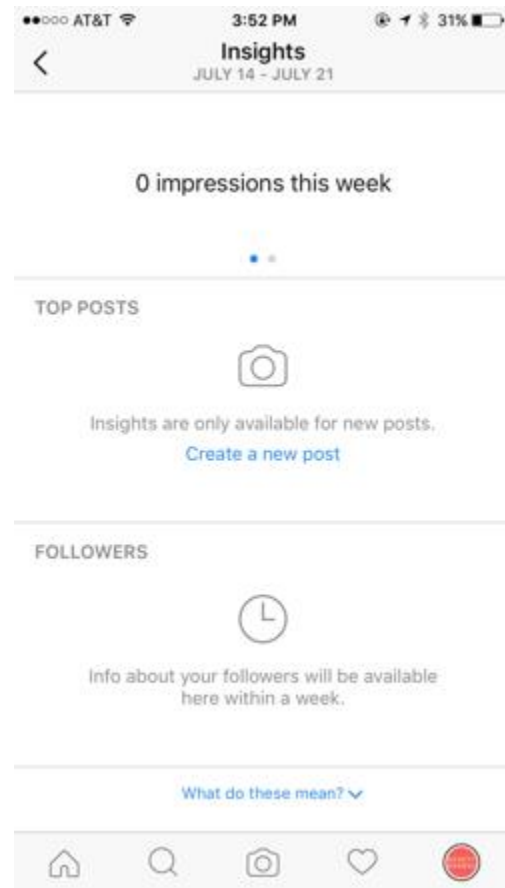 AT&T 3:52 PM 31%
Insights
JULY 14 - JULY 21
0 impressions this week
TOP POSTS
Insights are only available for new posts.
Create a new post
FOLLOWERS
Info about your followers will be available
here within a week.
What do these mean?